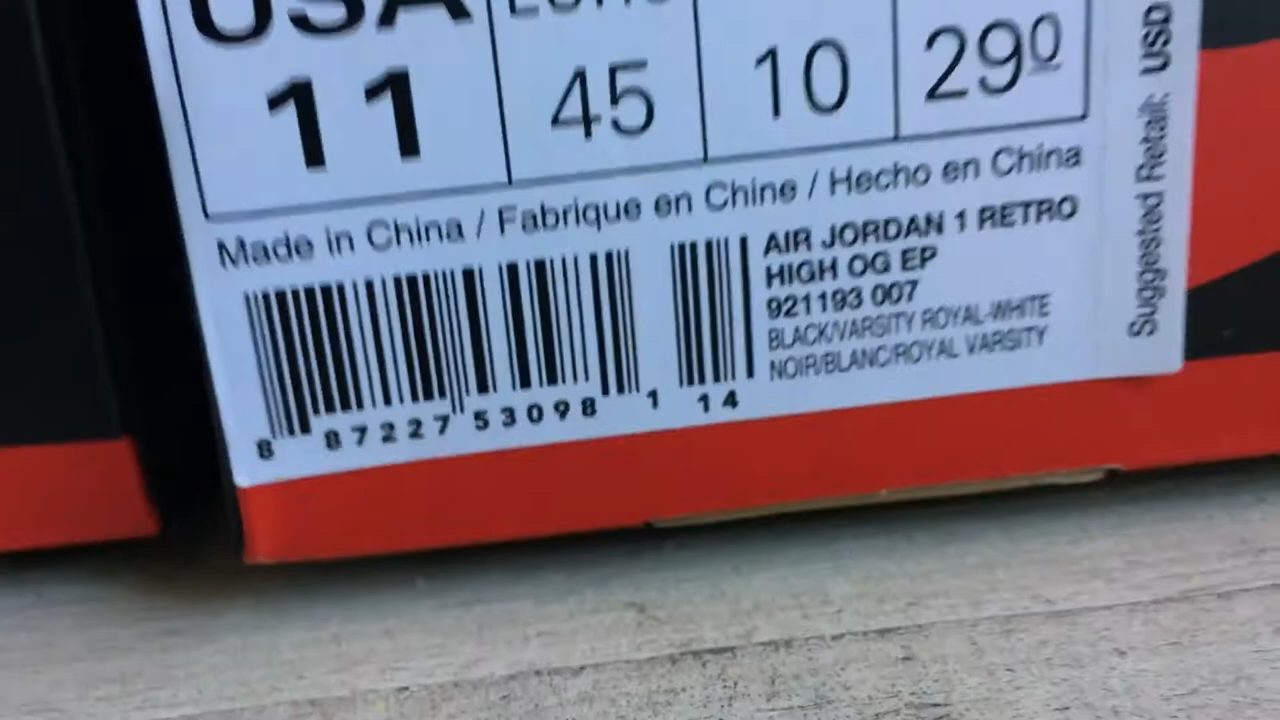 USA EURO
11 45 10 290
Made in China / Fabrique en Chine / Hecho en China
AIR JORDAN 1 RETRO
HIGH OG EP
921193 007
BLACK/VARSITY ROYAL-WHITE
NOIR/BLANC/ROYAL VARSITY
8 87227 53098 1 14
Suggested Retail: USD